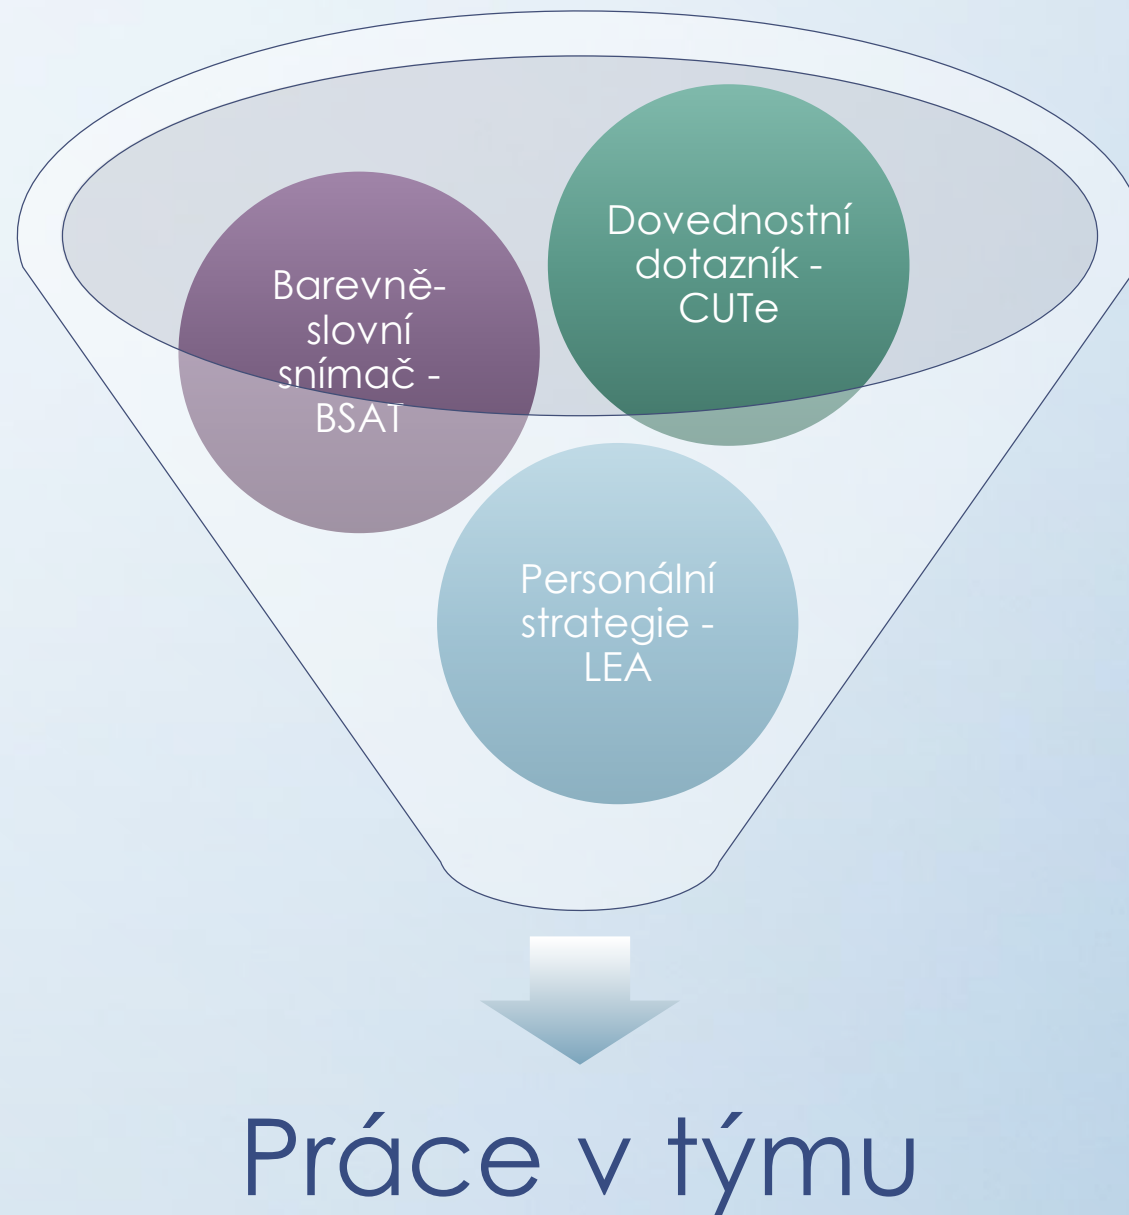 Dovednostní
dotazník -
CUTe
Barevně-
slovní
snímač -
BSAT
Personální
strategie -
LEA
Práce v týmu